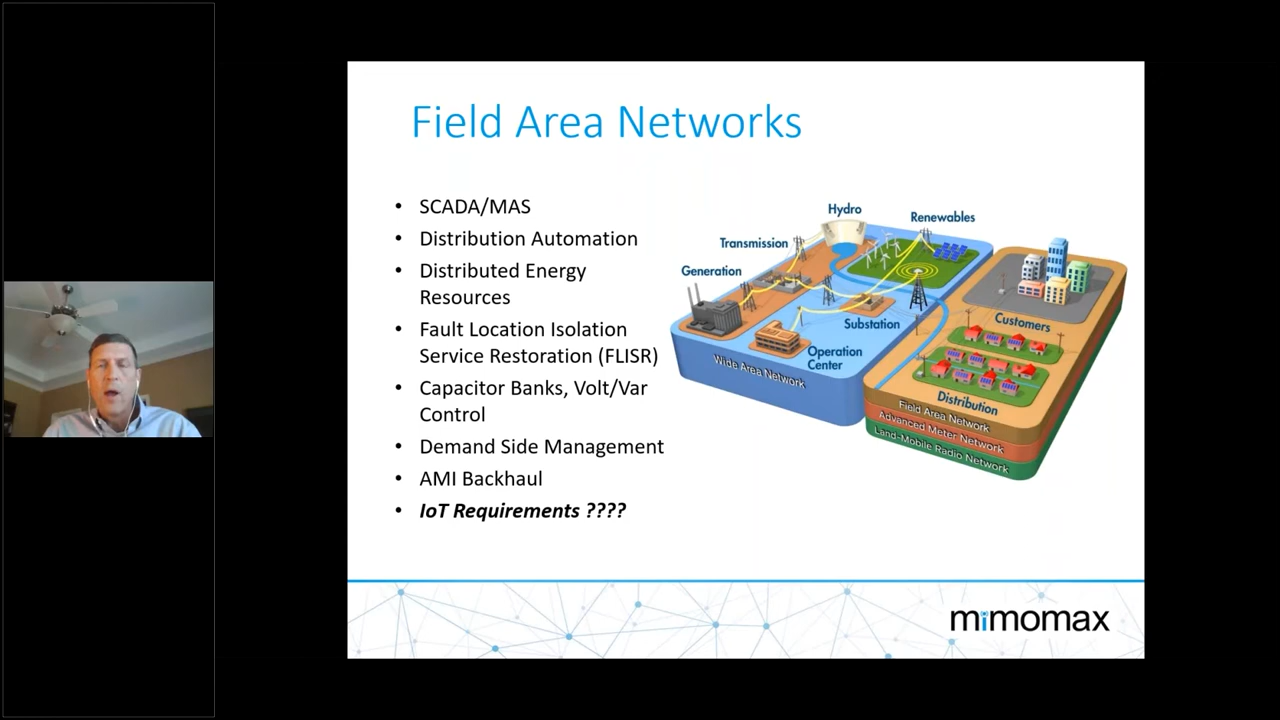 Field Area Networks
• SCADA/MAS
• Distribution Automation
• Distributed Energy
Resources
• Fault Location Isolation
Service Restoration (FLISR)
• Capacitor Banks, Volt/Var
Control
• Demand Side Management
• AMI Backhaul
• IoT Requirements ????
Hydro
Renewables
Transmission
Generation
Substation
Customers
Operation
Center
Wide Area Network
Distribution
Field Area Network
Advanced Meter Network
Land-Mobile Radio Network
mimomax